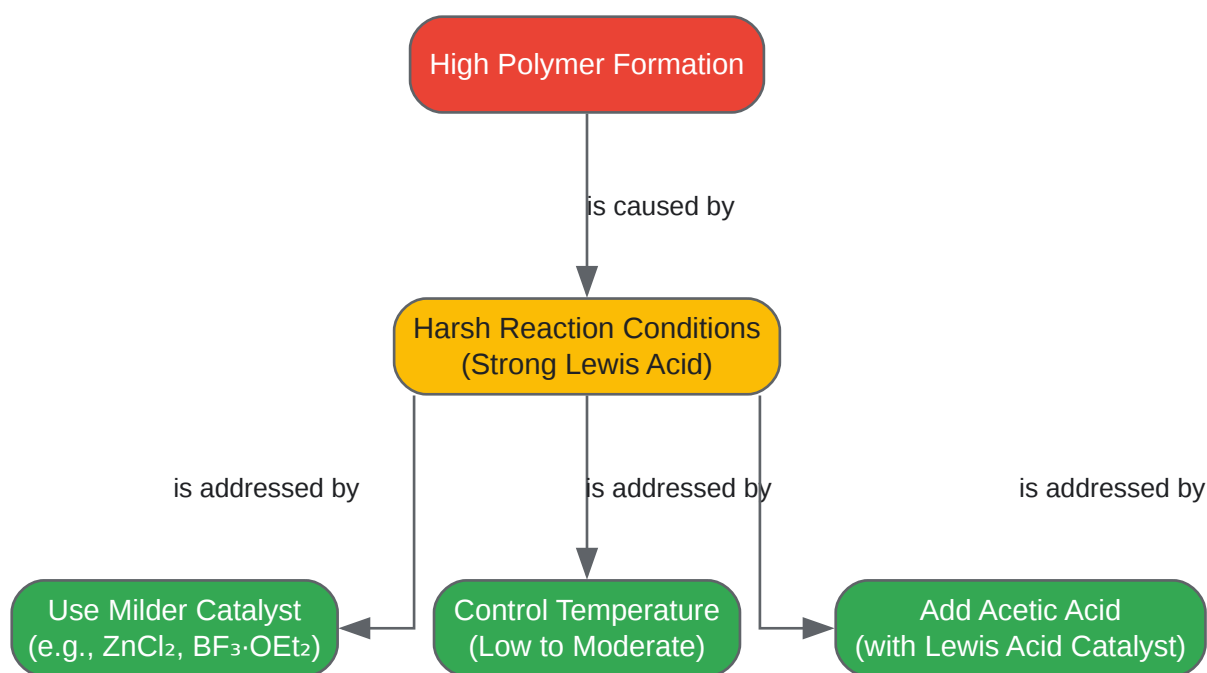 High Polymer Formation
is caused by
Harsh Reaction Conditions
(Strong Lewis Acid)
is addressed by
is addressed by
is addressed by
Use Milder Catalyst
(e.g., ZnCl₂, BF₃·OEt₂)
Control Temperature
(Low to Moderate)
Add Acetic Acid
(with Lewis Acid Catalyst)